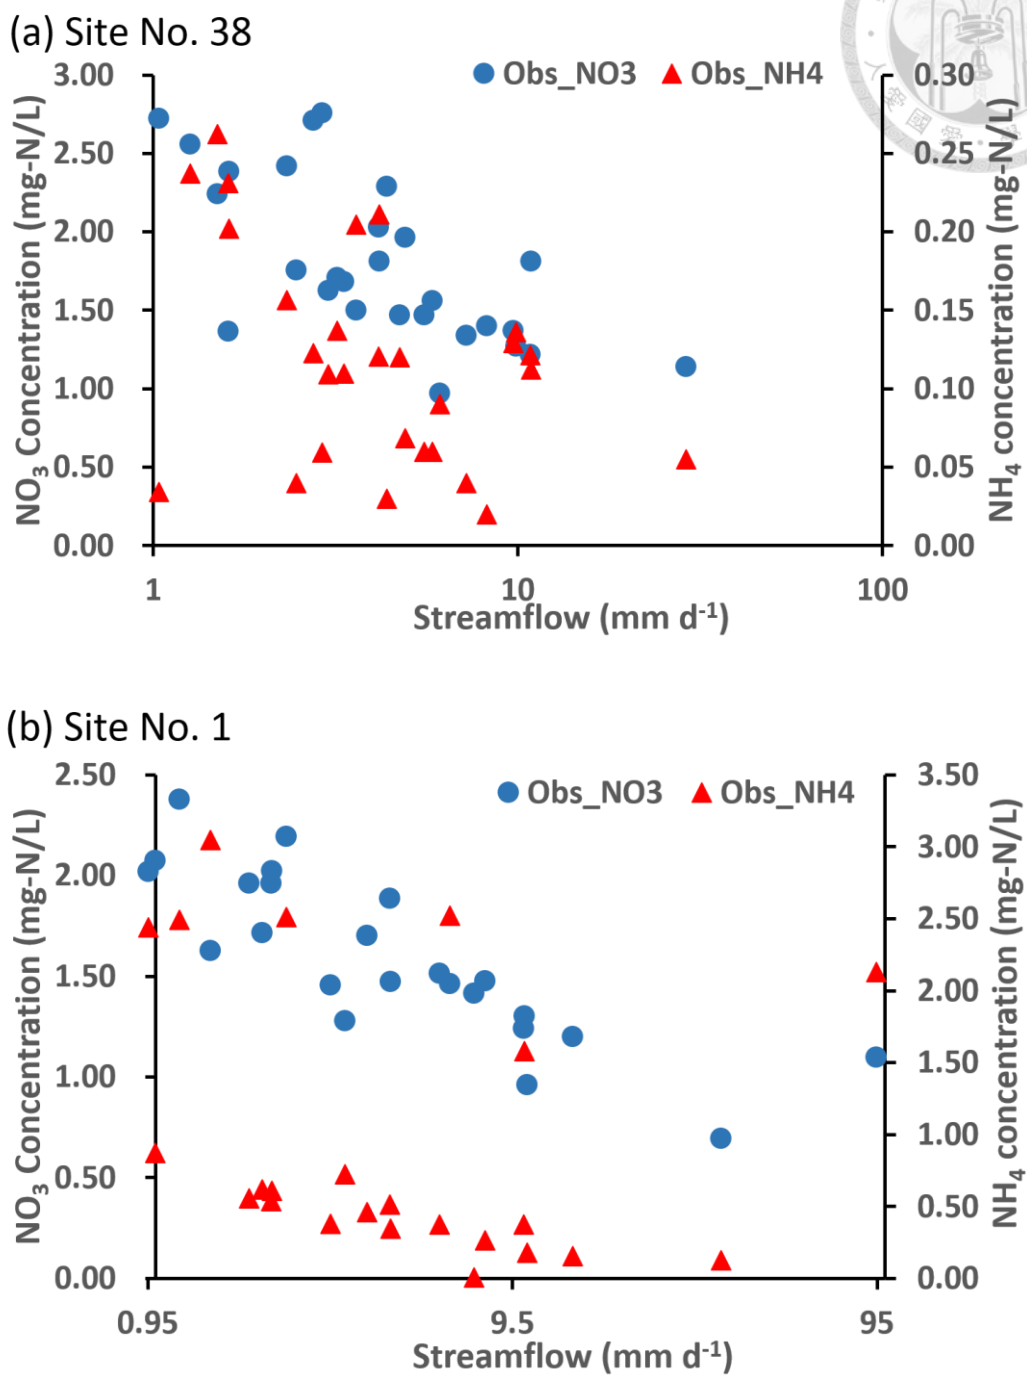 (a) Site No. 38
Obs_NO3 Obs_NH4
3.00
2.50
2.00
1.50
1.00
0.50
0.00
NO₃ Concentration (mg-N/L)
0.30
0.25
0.20
0.15
0.10
0.05
0.00
NH₄ concentration (mg-N/L)
1 10 100
Streamflow (mm d⁻¹)
人愛國愛
(b) Site No. 1
Obs_NO3 Obs_NH4
2.50
2.00
1.50
1.00
0.50
0.00
NO₃ Concentration (mg-N/L)
3.50
3.00
2.50
2.00
1.50
1.00
0.50
0.00
NH₄ concentration (mg-N/L)
0.95 9.5 95
Streamflow (mm d⁻¹)